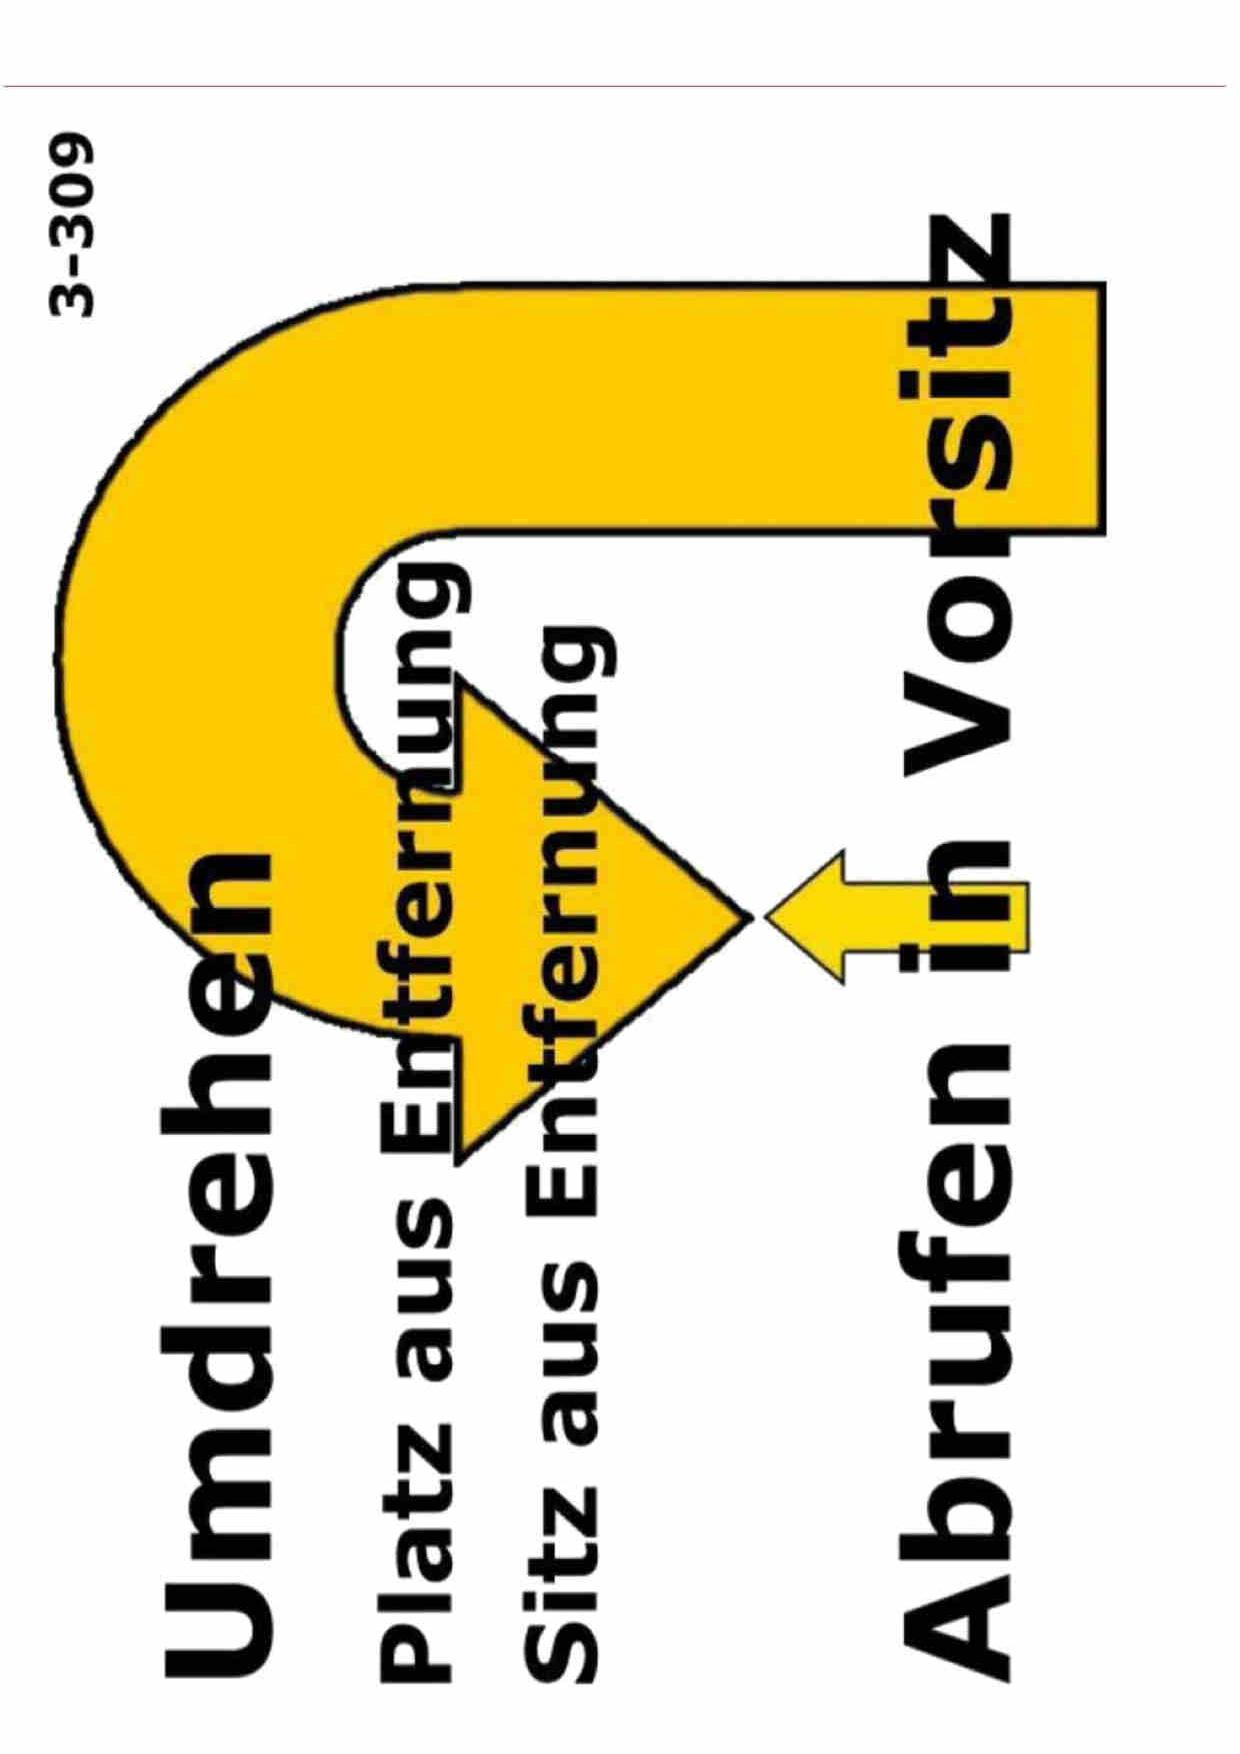 3-309
Umdrehen
Platz aus Entfernung
Sitz aus Entfernung
Abrufen in Vorsitz